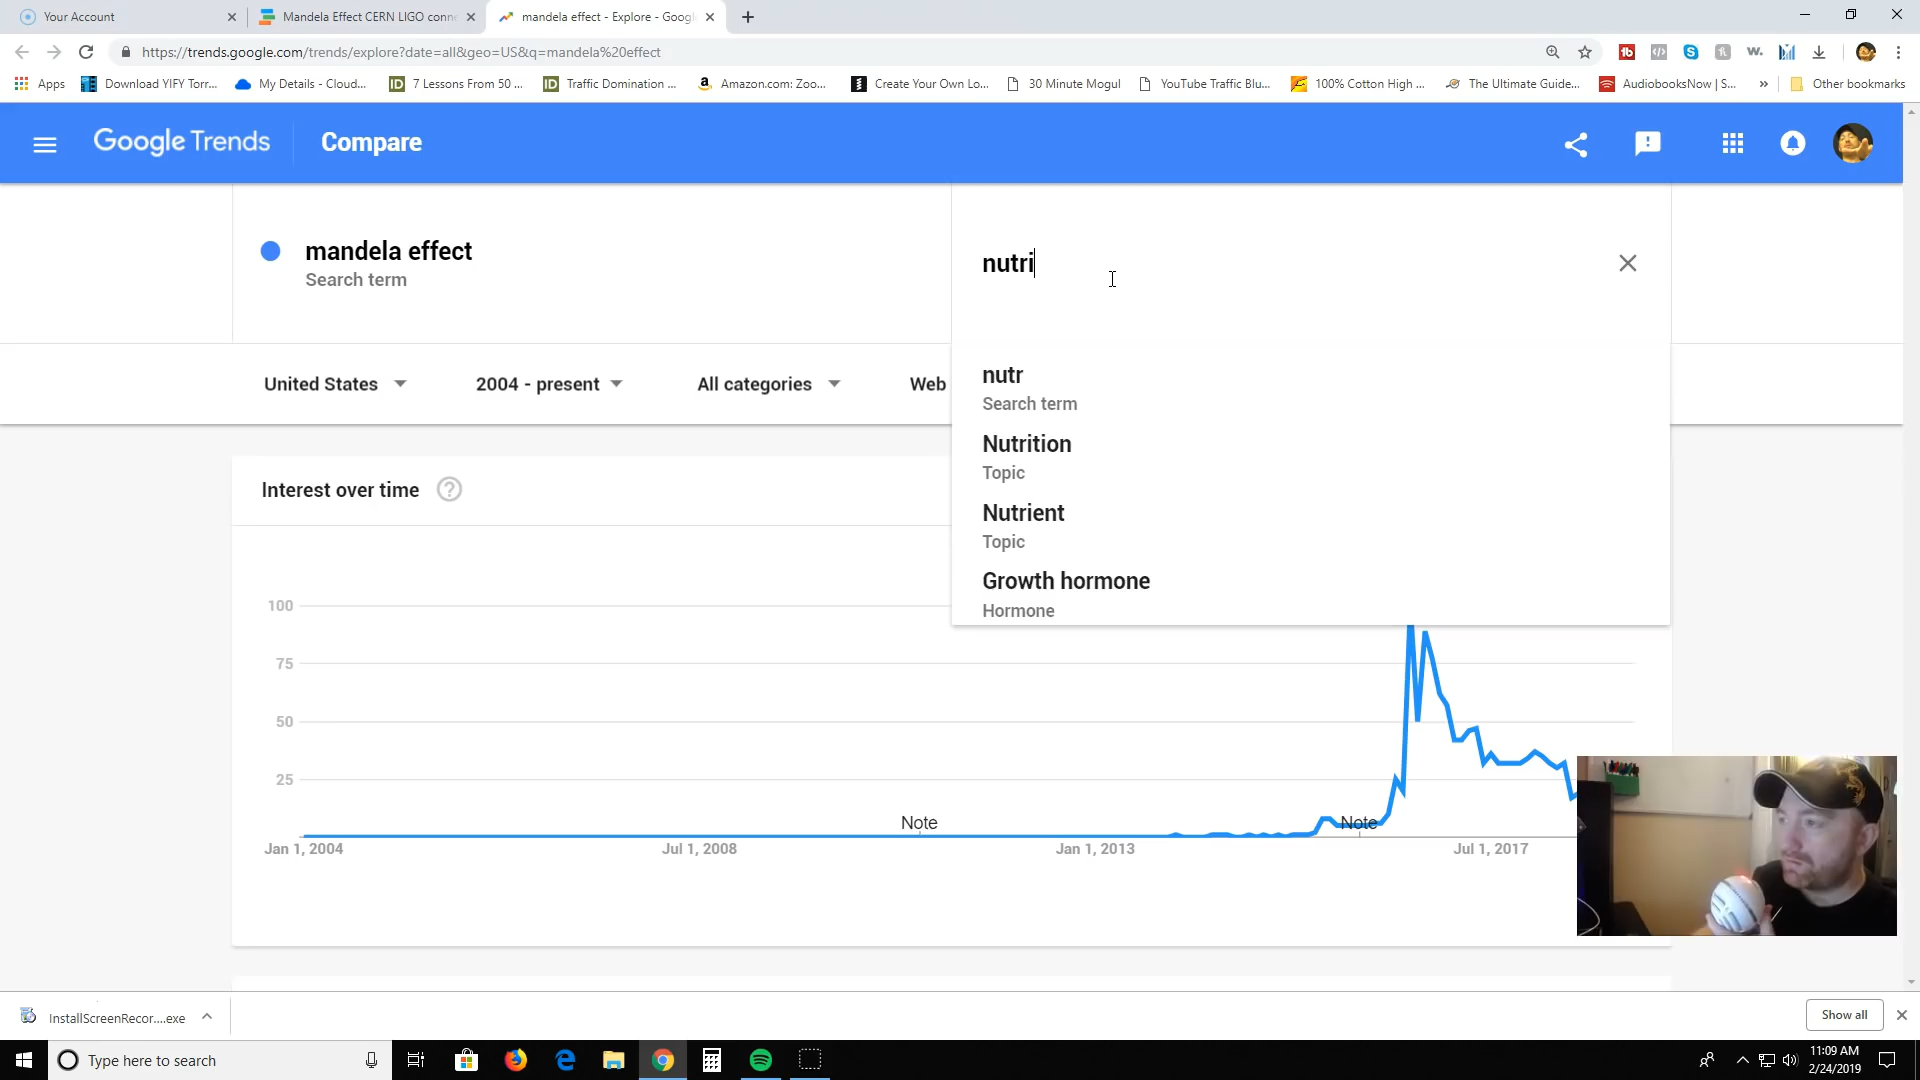 Your Account
Mandela Effect CERN LIGO conne
mandela effect - Explore - Googl
https://trends.google.com/trends/explore?date=all&geo=US&q=mandela%20effect
Apps
Download YIFY Torr...
My Details - Cloud...
7 Lessons From 50 ...
Traffic Domination ...
Amazon.com: Zoo...
Create Your Own Lo...
30 Minute Mogul
YouTube Traffic Blu...
100% Cotton High ...
The Ultimate Guide...
AudiobooksNow | S...
Other bookmarks
Google Trends
Compare
mandela effect
Search term
nutri
United States
2004 - present
All categories
Web
nutr
Search term
Nutrition
Topic
Nutrient
Topic
Growth hormone
Hormone
Interest over time
100
75
50
25
Note
Note
Jan 1, 2004
Jul 1, 2008
Jan 1, 2013
Jul 1, 2017
InstallScreenRecor....exe
Show all
Type here to search
11:09 AM
2/24/2019